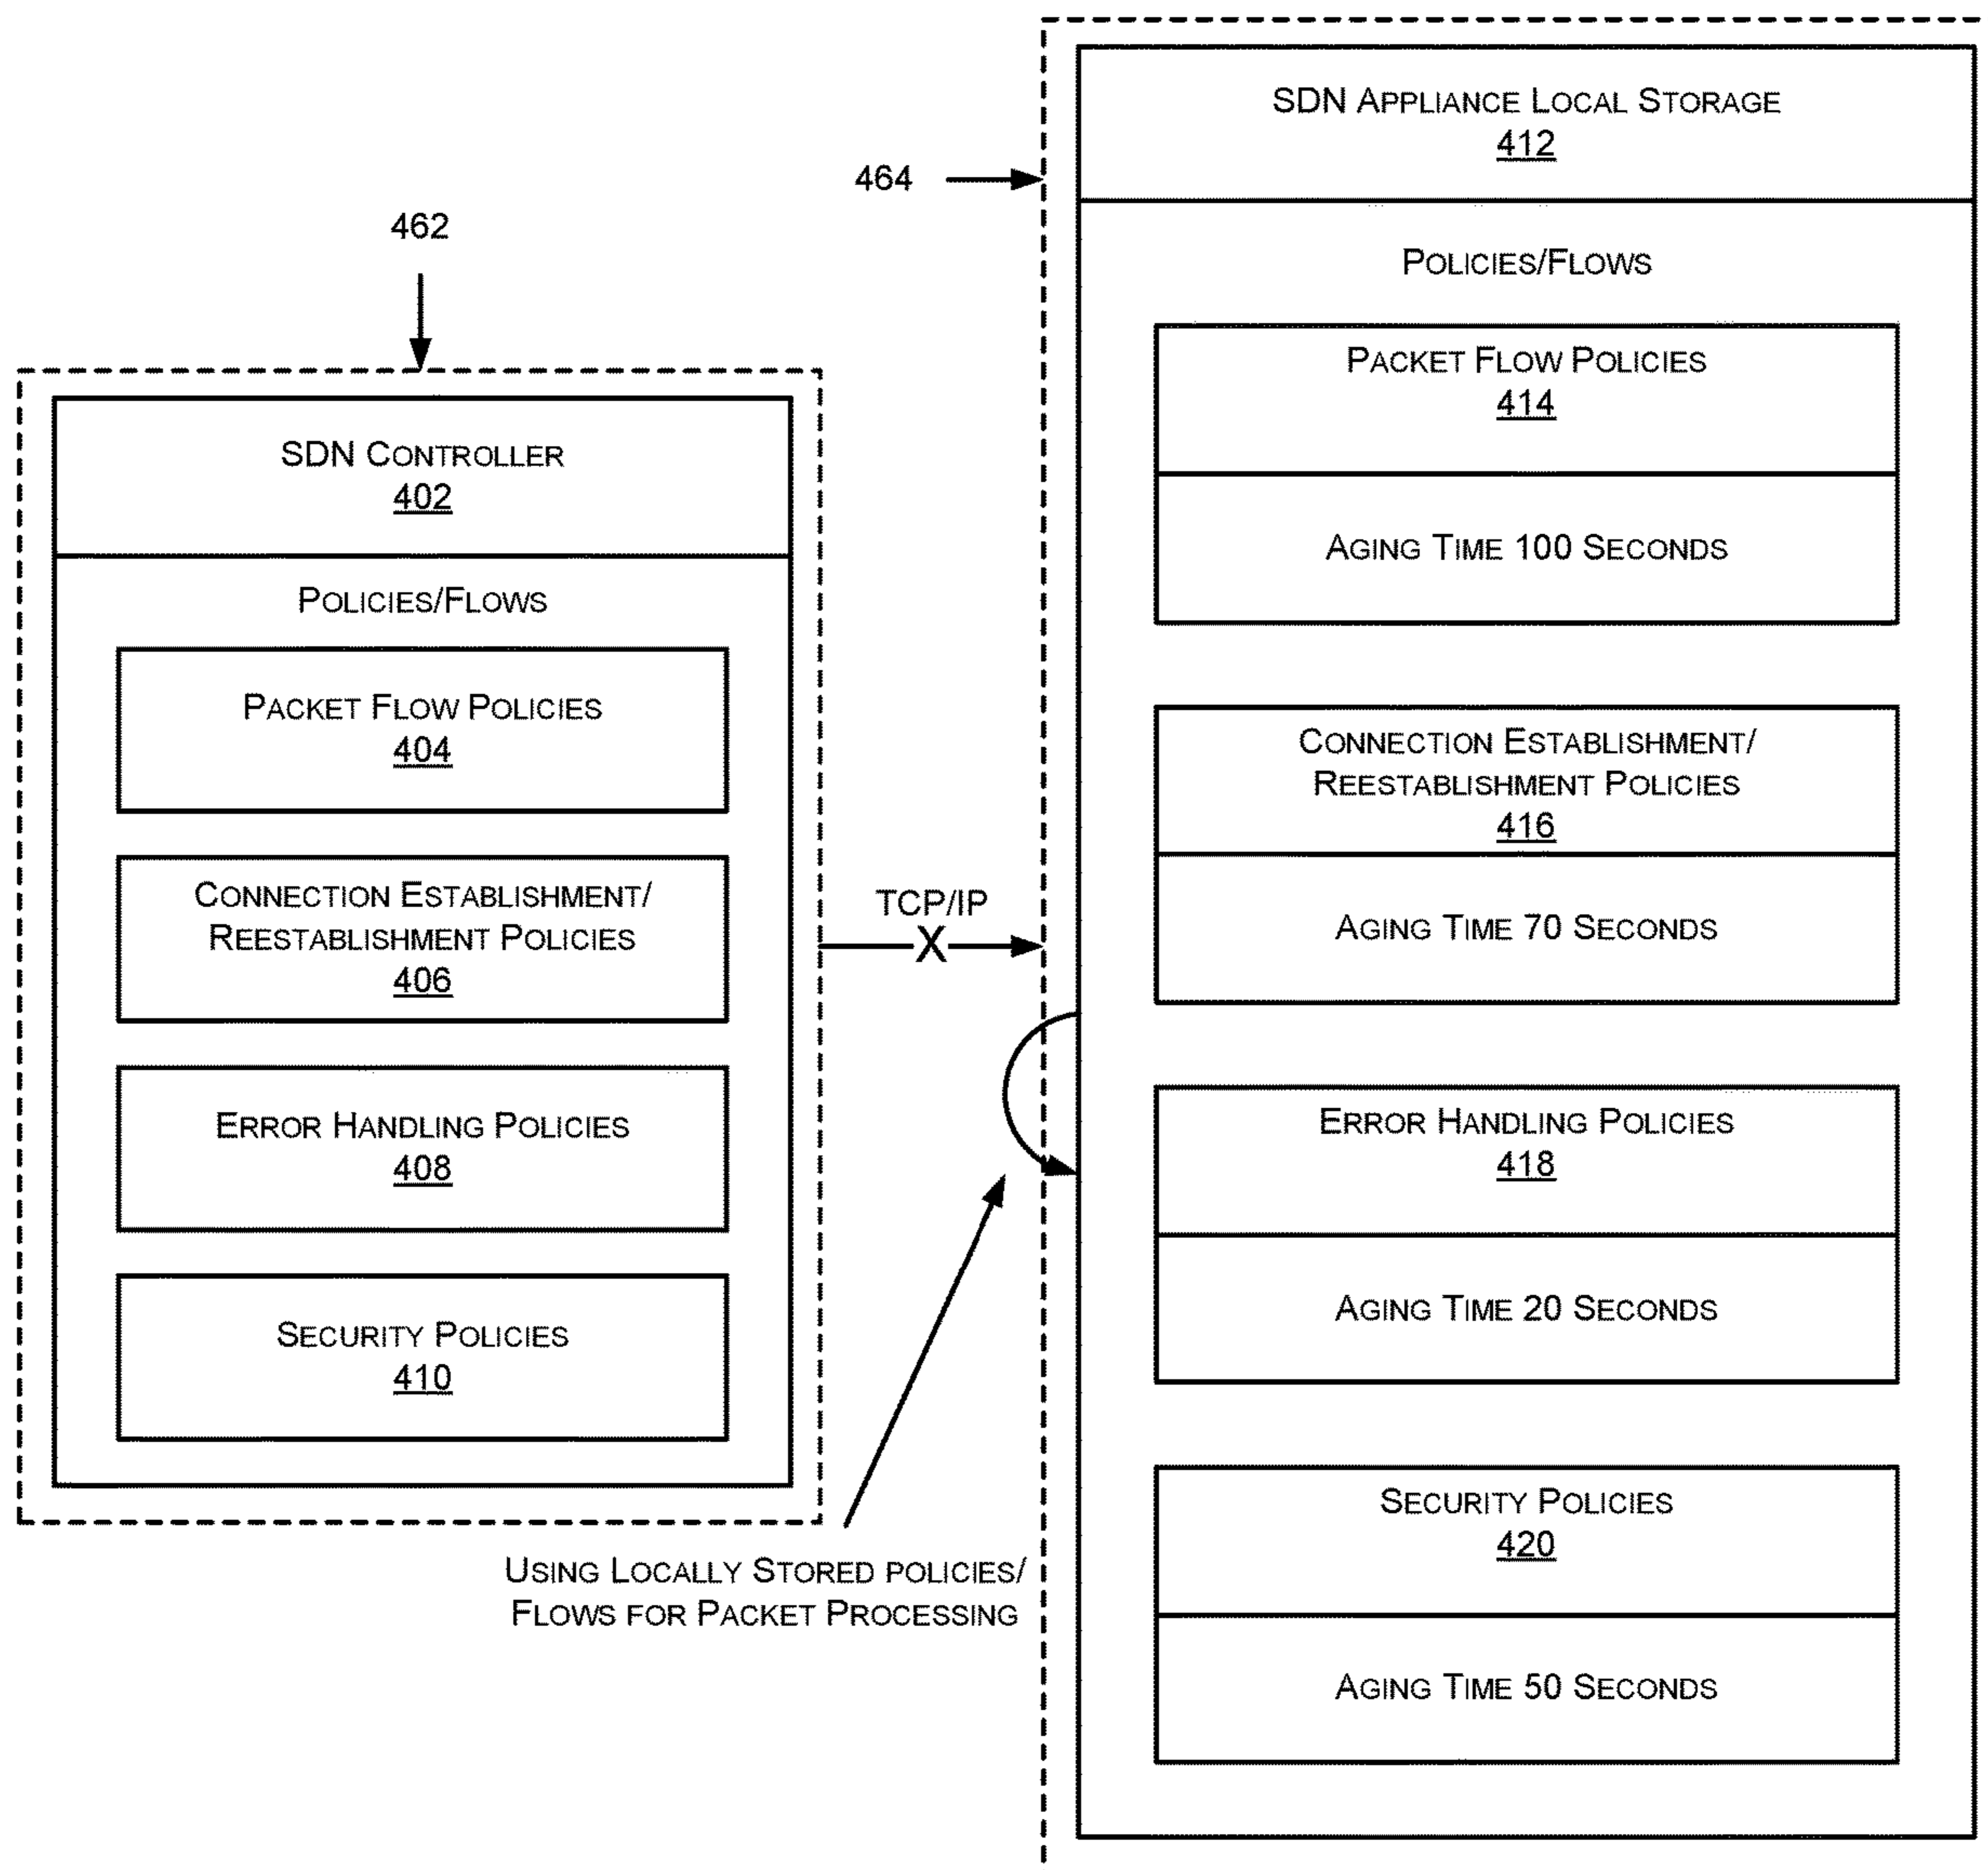 462
SDN Controller
402
Policies/Flows
Packet Flow Policies
404
Connection Establishment/
Reestablishment Policies
406
Error Handling Policies
408
Security Policies
410
TCP/IP
X
Using Locally Stored policies/
Flows for Packet Processing
464
SDN Appliance Local Storage
412
Policies/Flows
Packet Flow Policies
414
Aging Time 100 Seconds
Connection Establishment/
Reestablishment Policies
416
Aging Time 70 Seconds
Error Handling Policies
418
Aging Time 20 Seconds
Security Policies
420
Aging Time 50 Seconds